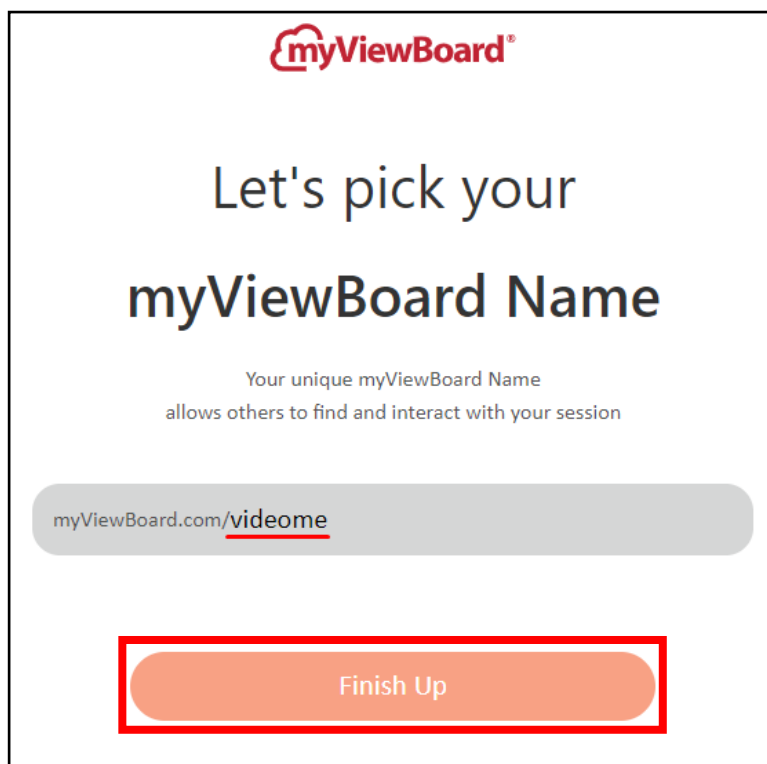 myViewBoard®
Let's pick your
myViewBoard Name
Your unique myViewBoard Name
allows others to find and interact with your session
myViewBoard.com/videome
Finish Up